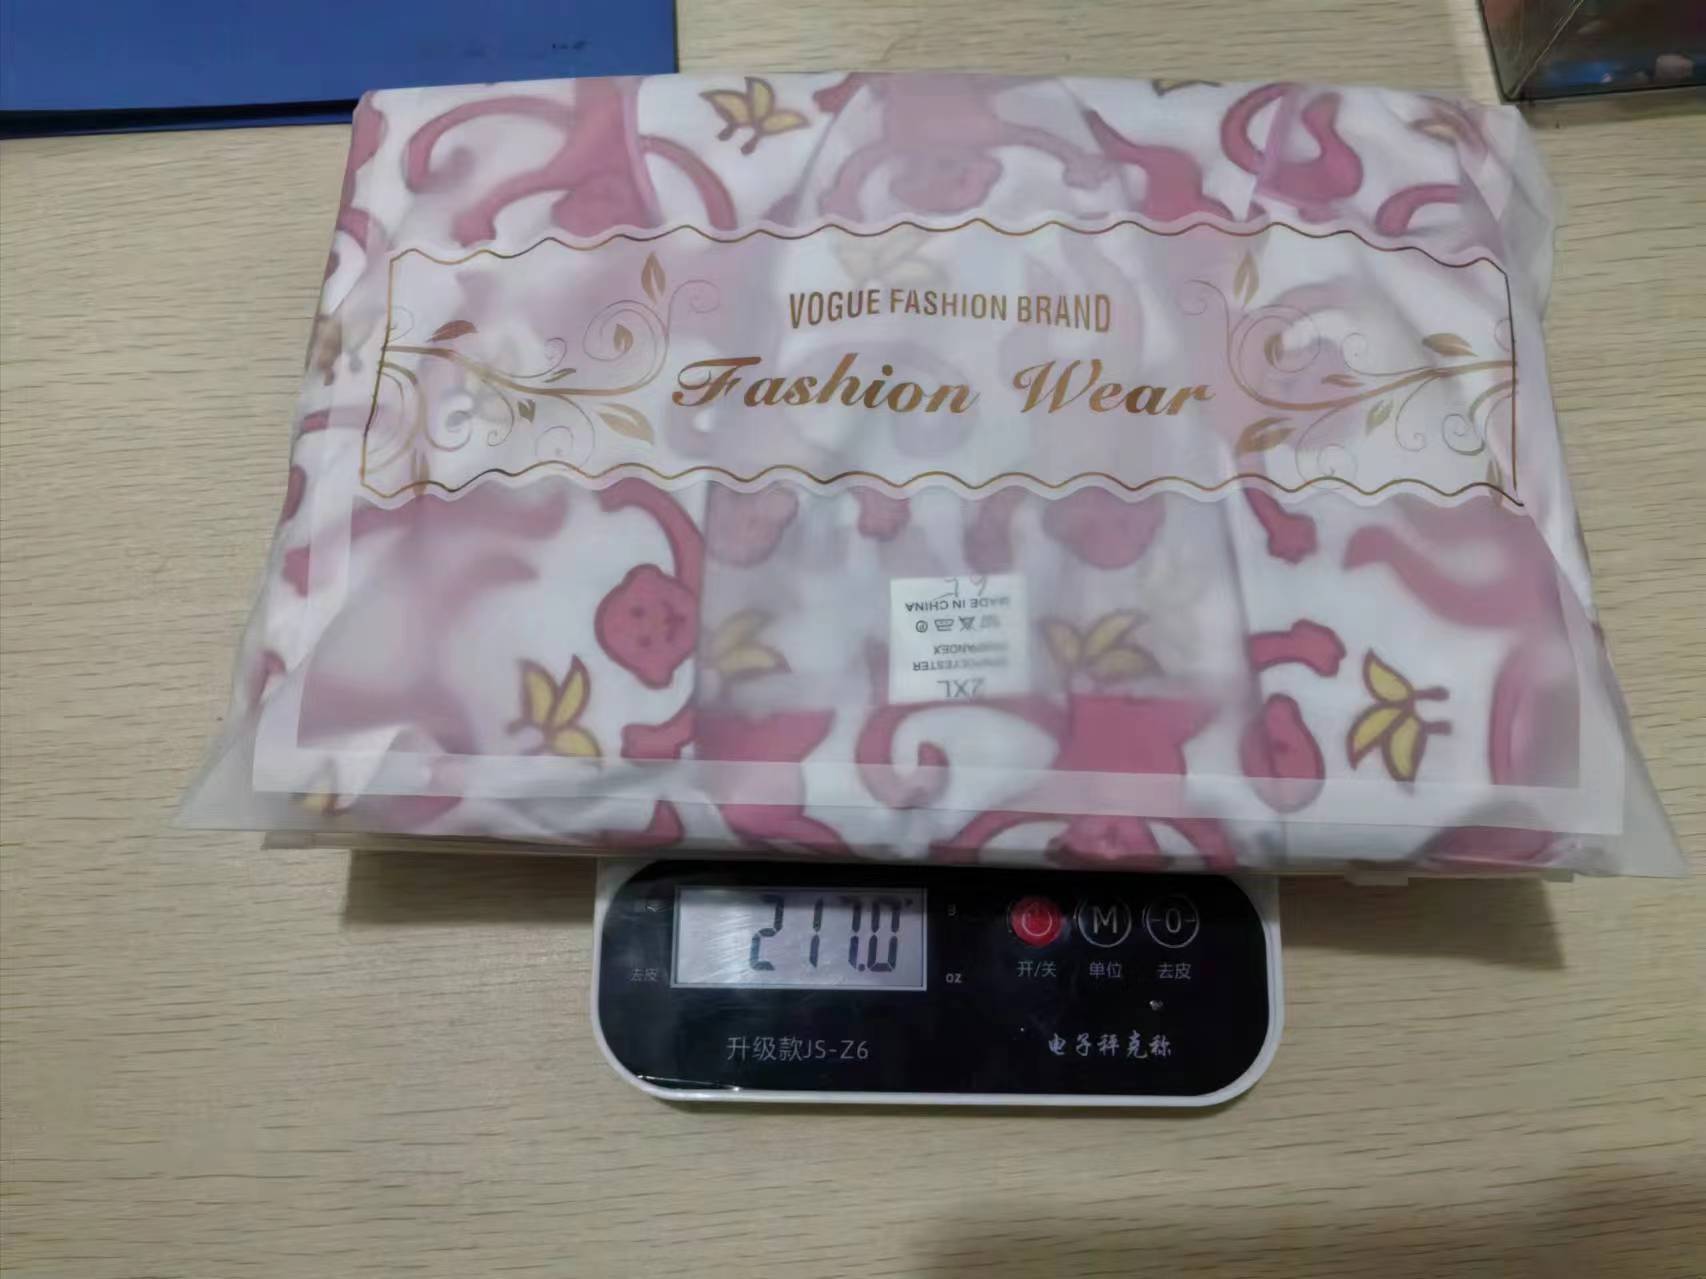 VOGUE FASHION BRAND
Fashion Wear
MADE IN CHINA
2XL
217.0
g
oz
去皮
M
0
开/关
单位
去皮
升级款JS-Z6
电子秤克称